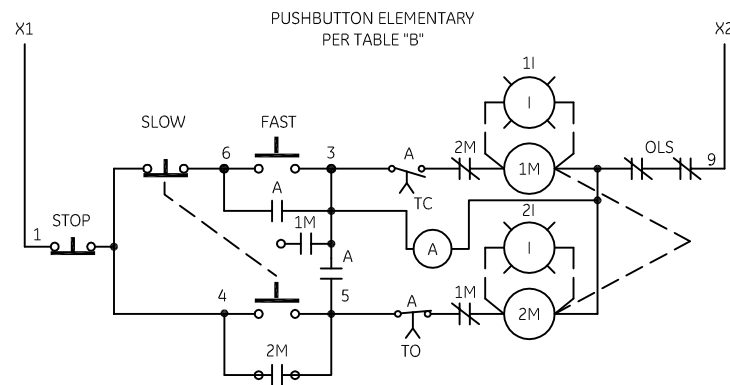 PUSHBUTTON ELEMENTARY
PER TABLE "B"
X1
X2
1I
I
SLOW
FAST
6
3
A
2M
1M
OLS
9
TC
A
STOP
1
1M
A
A
2I
I
4
5
A
1M
2M
TO
2M